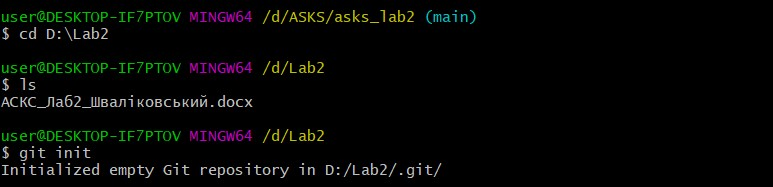 user@DESKTOP-IF7PTOV MINGW64 /d/ASKS/asks_lab2 (main)
$ cd D:\Lab2
user@DESKTOP-IF7PTOV MINGW64 /d/Lab2
$ ls
АСКС_Лаб2_Шваліковський.docx
user@DESKTOP-IF7PTOV MINGW64 /d/Lab2
$ git init
Initialized empty Git repository in D:/Lab2/.git/